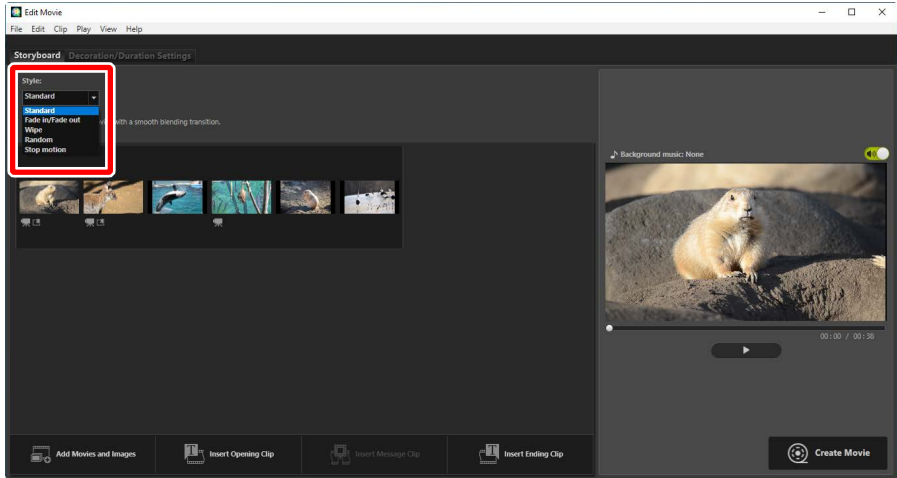 Edit Movie
File Edit Clip Play View Help
Storyboard Decoration/Duration Settings
Style:
Standard
Standard
Fade in/Fade out
with a smooth blending transition.
Wipe
Random
Stop motion
Background music: None
00:00 / 00:38
Add Movies and Images
Insert Opening Clip
Insert Message Clip
Insert Ending Clip
Create Movie